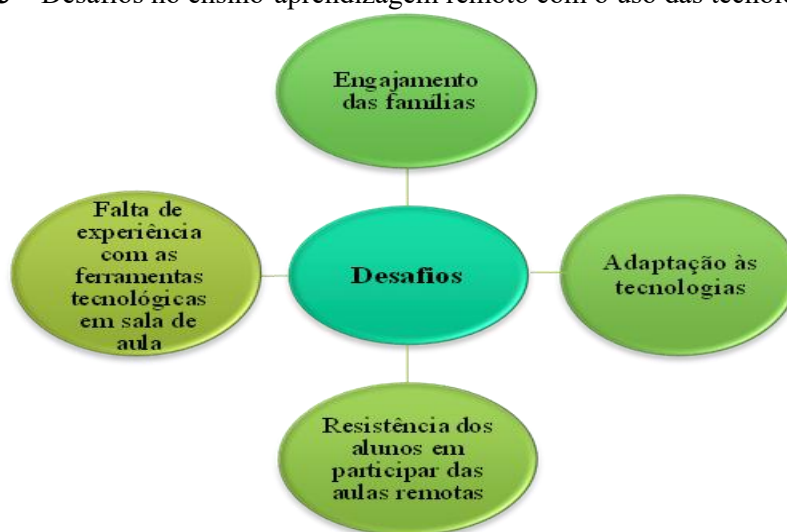 Desafios no ensino-aprendizagem remoto com o uso das
Engajamento
das famílias
Falta de
experiência
com as
ferramentas
tecnológicas
em sala de
aula
Desafios
Adaptação às
tecnologias
Resistência dos
alunos em
participar das
aulas remotas